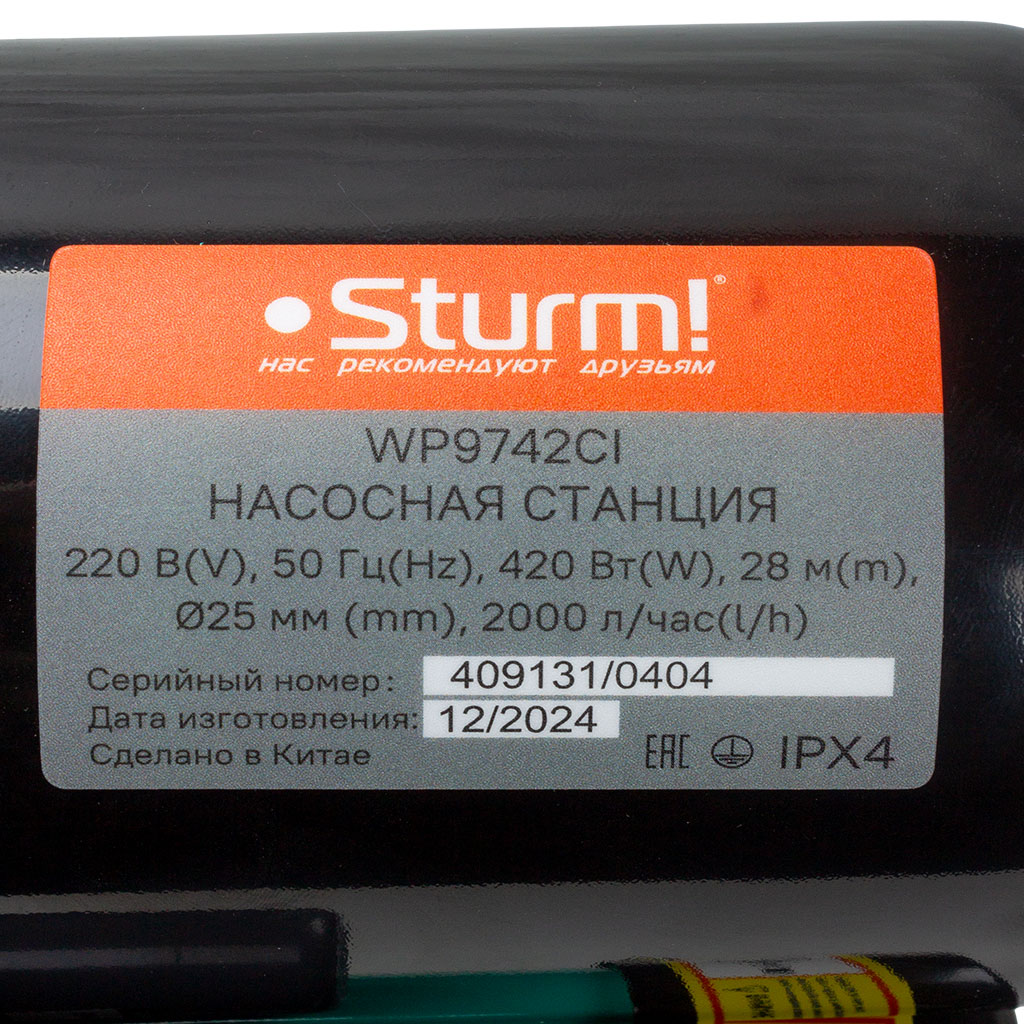 Sturm!®
нас рекомендуют друзьям
WP9742CI
НАСОСНАЯ СТАНЦИЯ
220 В(V), 50 Гц(Hz), 420 Вт(W), 28 м(m),
Ø25 мм (mm), 2000 л/час(l/h)
Серийный номер: 409131/0404
Дата изготовления: 12/2024
Сделано в Китае
EAC IPX4